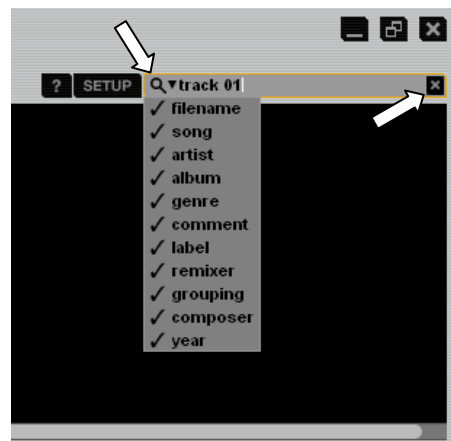 ? SETUP track 01
✓ filename
✓ song
✓ artist
✓ album
✓ genre
✓ comment
✓ label
✓ remixer
✓ grouping
✓ composer
✓ year